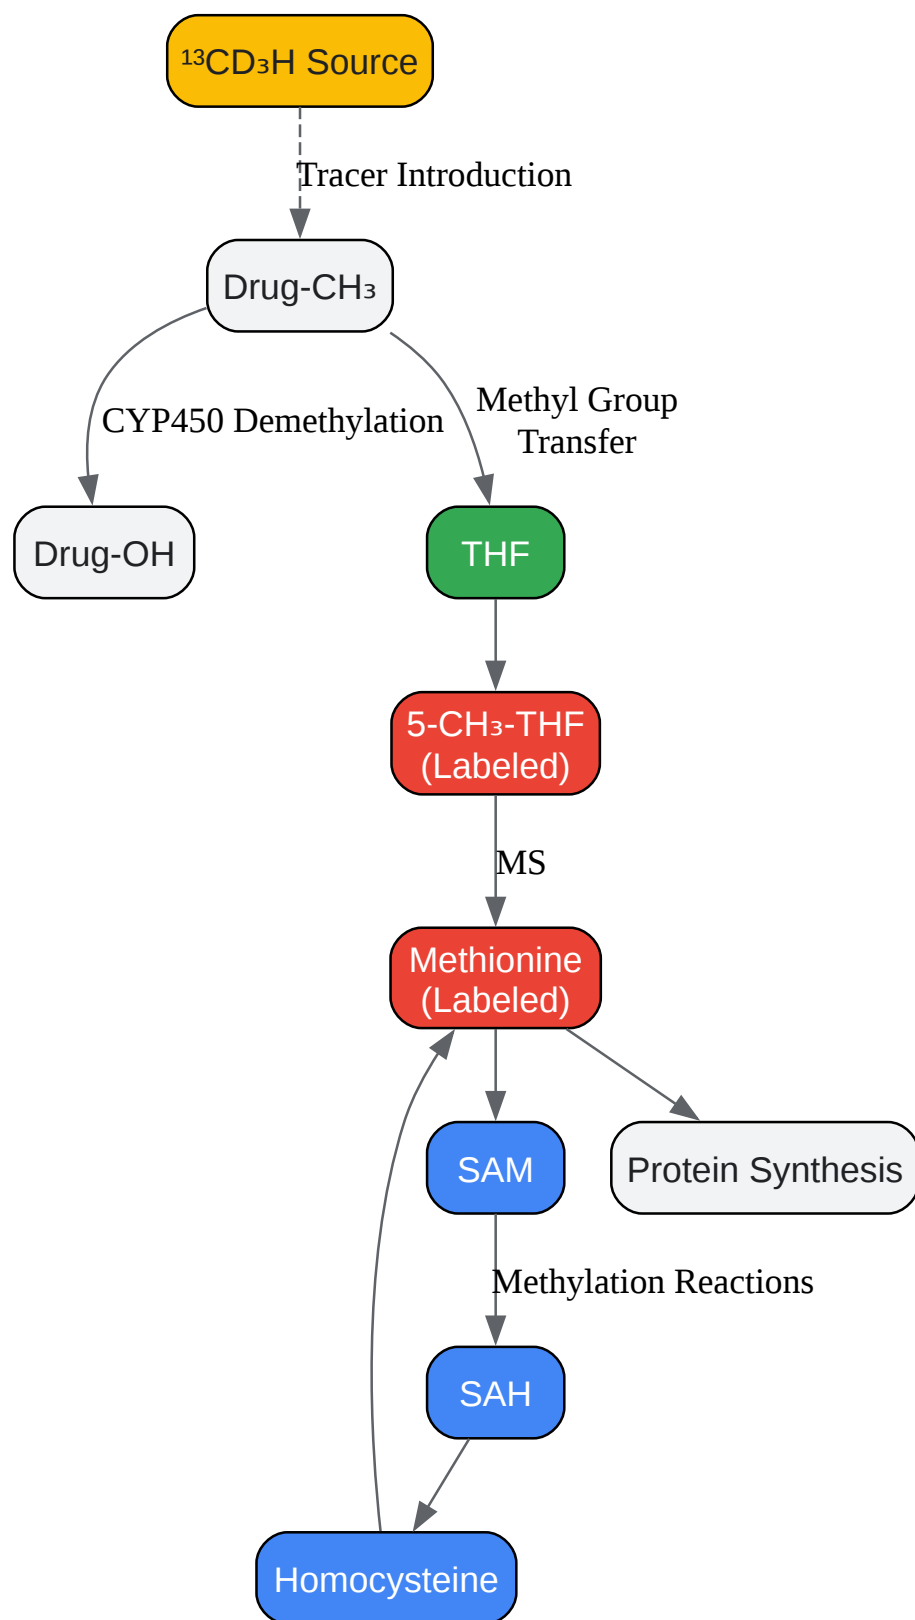 ¹³CD₃H Source
Tracer Introduction
Drug-CH₃
CYP450 Demethylation
Methyl Group
Transfer
Drug-OH
THF
5-CH₃-THF
(Labeled)
MS
Methionine
(Labeled)
SAM
Protein Synthesis
Methylation Reactions
SAH
Homocysteine